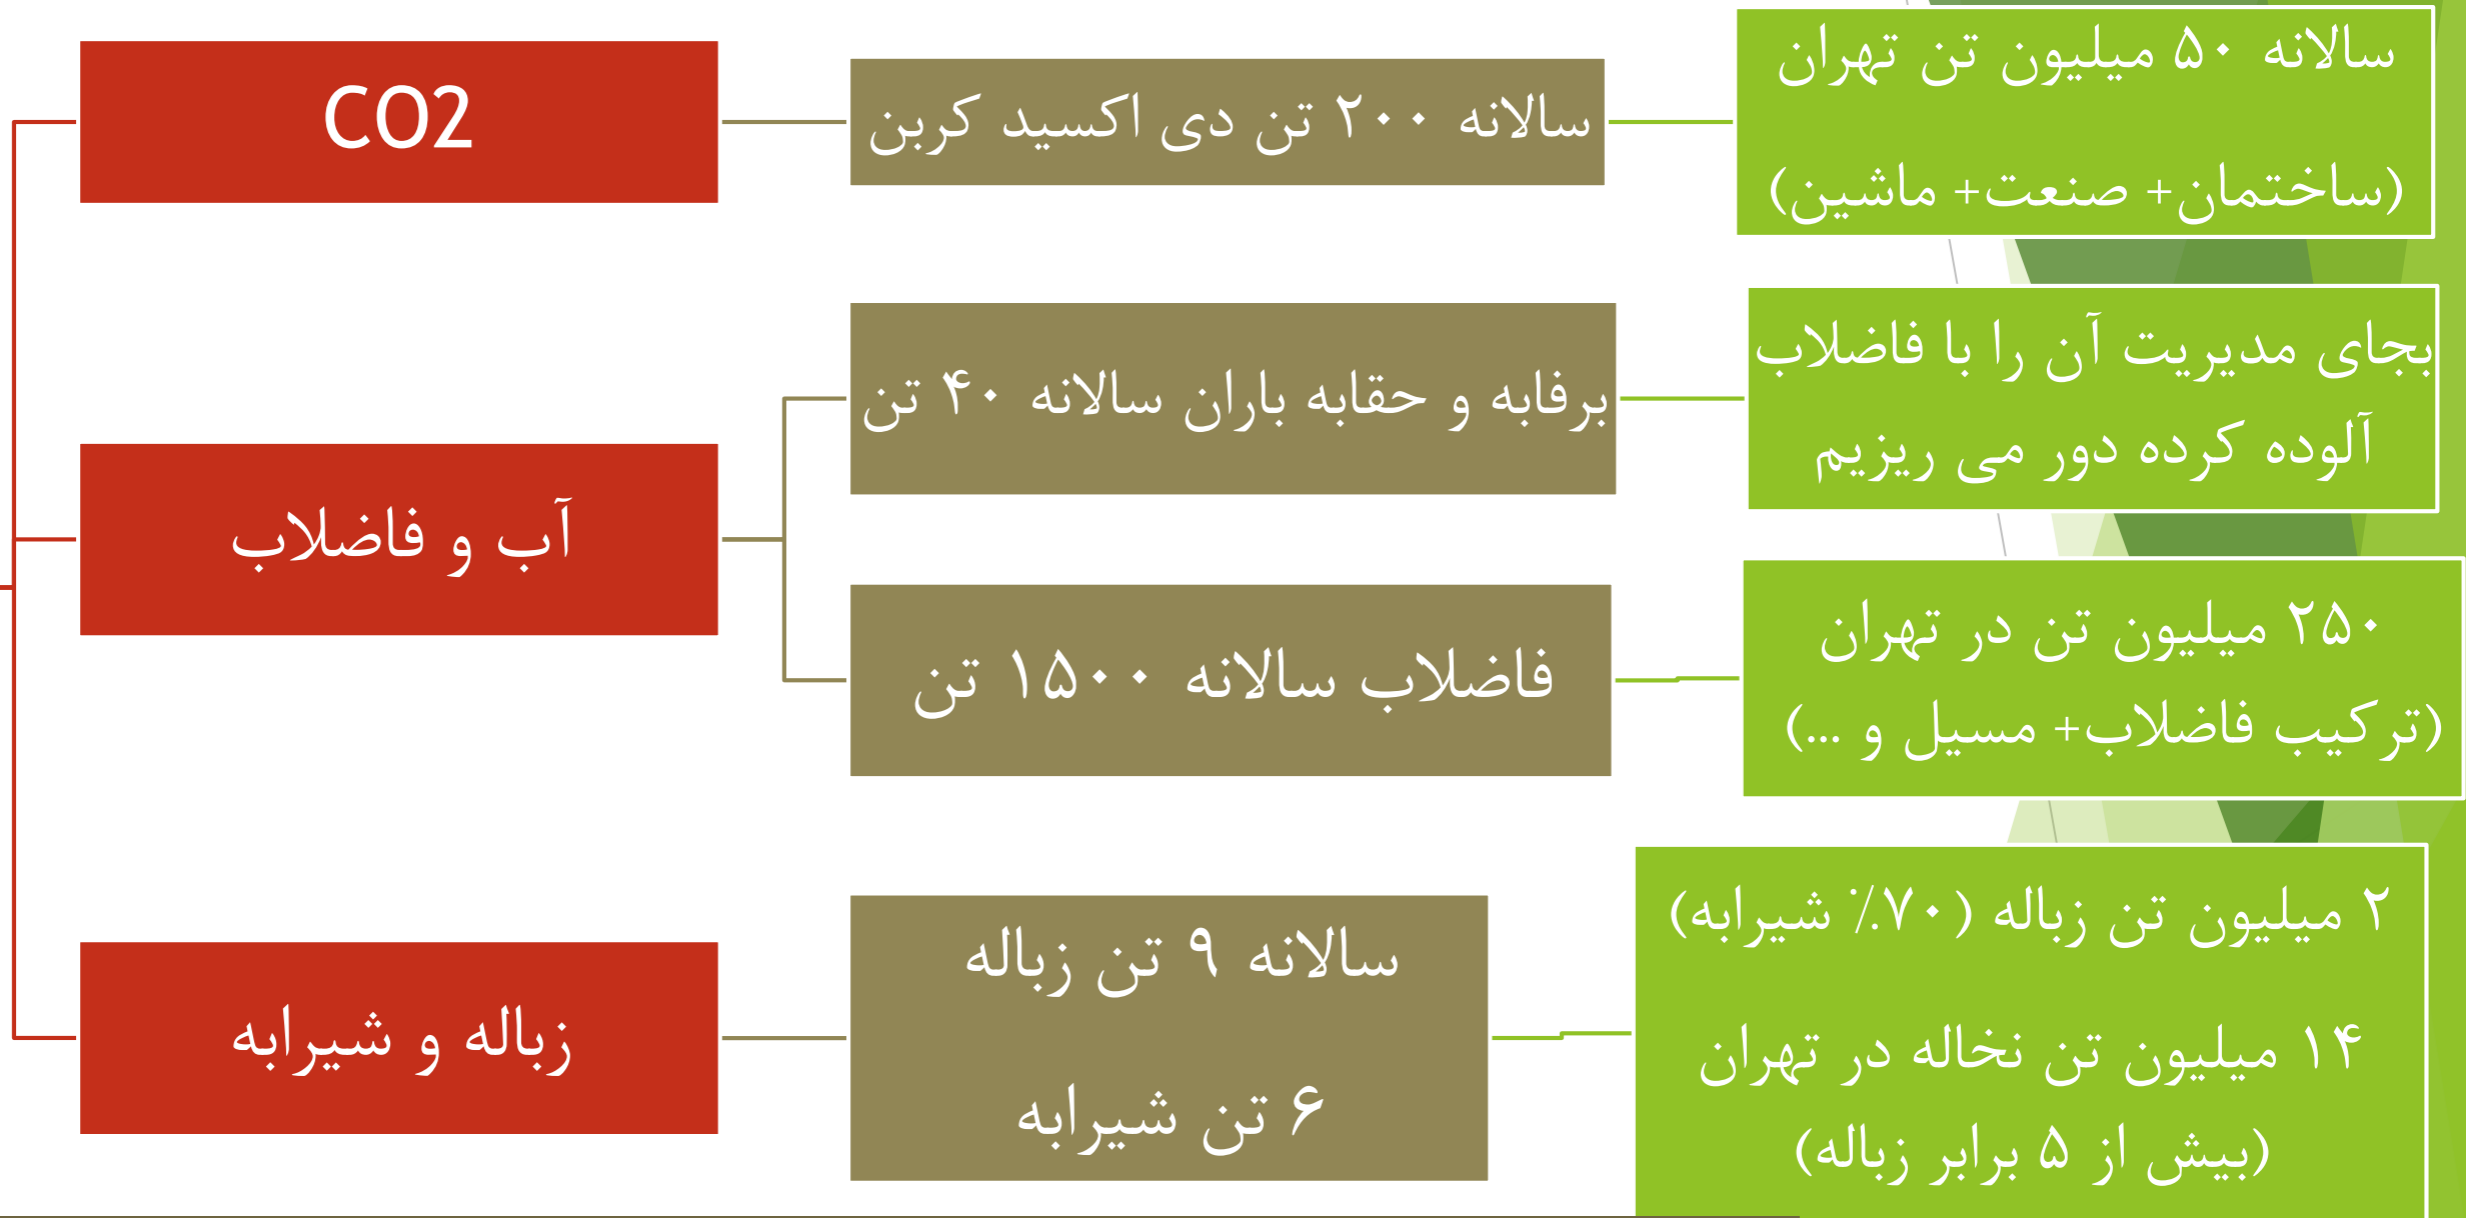 CO2
سالانه ۲۰۰ تن دی اکسید کربن
سالانه ۵۰ میلیون تن تهران
(ساختمان+ صنعت+ ماشین)
آب و فاضلاب
برفابه و حقابه باران سالانه ۴۰ تن
بجای مدیریت آن را با فاضلاب
آلوده کرده دور می ریزیم
فاضلاب سالانه ۱۵۰۰ تن
۲۵۰ میلیون تن در تهران
(ترکیب فاضلاب+ مسیل و ...)
زباله و شیرابه
سالانه ۹ تن زباله
۶ تن شیرابه
۲ میلیون تن زباله (۷۰٪ شیرابه)
۱۴ میلیون تن نخاله در تهران
(بیش از ۵ برابر زباله)